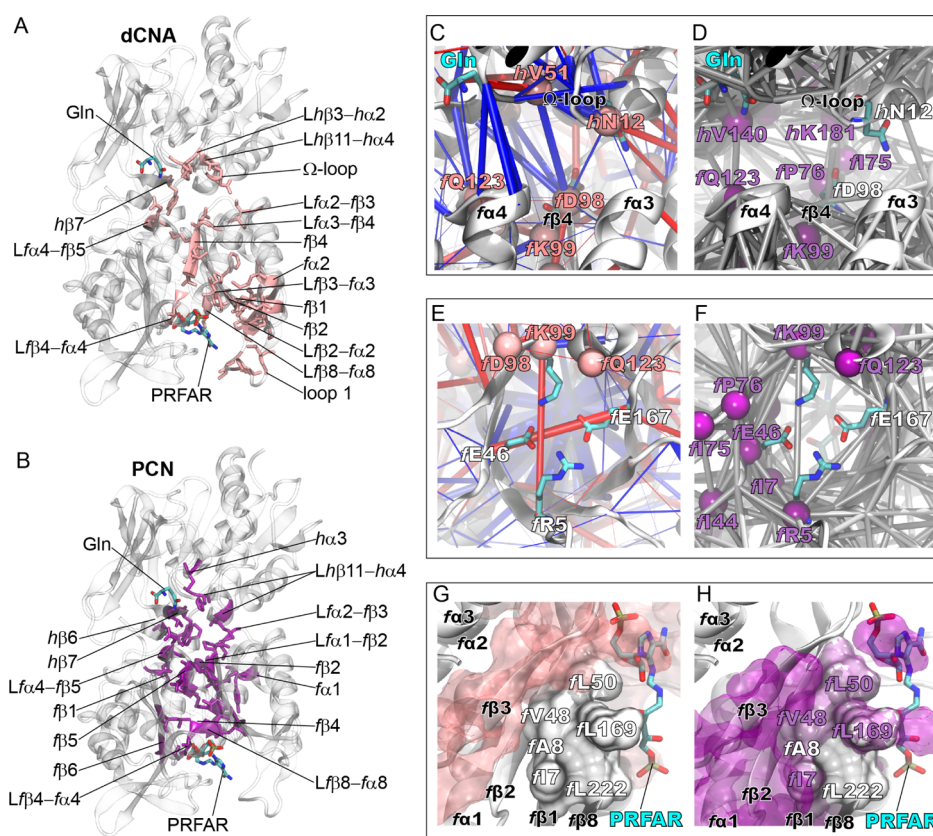 A
dCNA
Gln
Lhβ3–hα2
Lhβ11–hα4
Ω-loop
hβ7
Lfα2–fβ3
Lfα4–fβ5
Lfα3–fβ4
fβ4
fα2
Lfβ3–fα3
fβ1
fβ2
Lfβ4–fα4
Lfβ2–fα2
Lfβ8–fα8
PRFAR
loop 1
B
PCN
Gln
hα3
Lhβ11–hα4
hβ6
Lfα2–fβ3
hβ7
Lfα1–fβ2
Lfα4–fβ5
fβ2
fβ1
fα1
fβ5
fβ4
fβ6
Lfβ4–fα4
Lfβ8–fα8
PRFAR
C
Gln
hV51
Ω-loop
hN12
fQ123
fD98
fα4
fβ4
fα3
fK99
D
Gln
Ω-loop
hN12
hV140
hK181
fI75
fQ123
fP76
fD98
fα4
fβ4
fα3
fK99
E
fK99
fD98
fQ123
fE167
fE46
fR5
F
fK99
fQ123
fP76
fE167
fE46
fI75
fI7
fI44
fR5
G
fα3
fα2
fL50
fβ3
fV48
fL169
fA8
fI7
fL222
fβ2
fα1
fβ1
fβ8
PRFAR
H
fα3
fα2
fL50
fβ3
fV48
fL169
fA8
fI7
fL222
fβ2
fα1
fβ1
fβ8
PRFAR